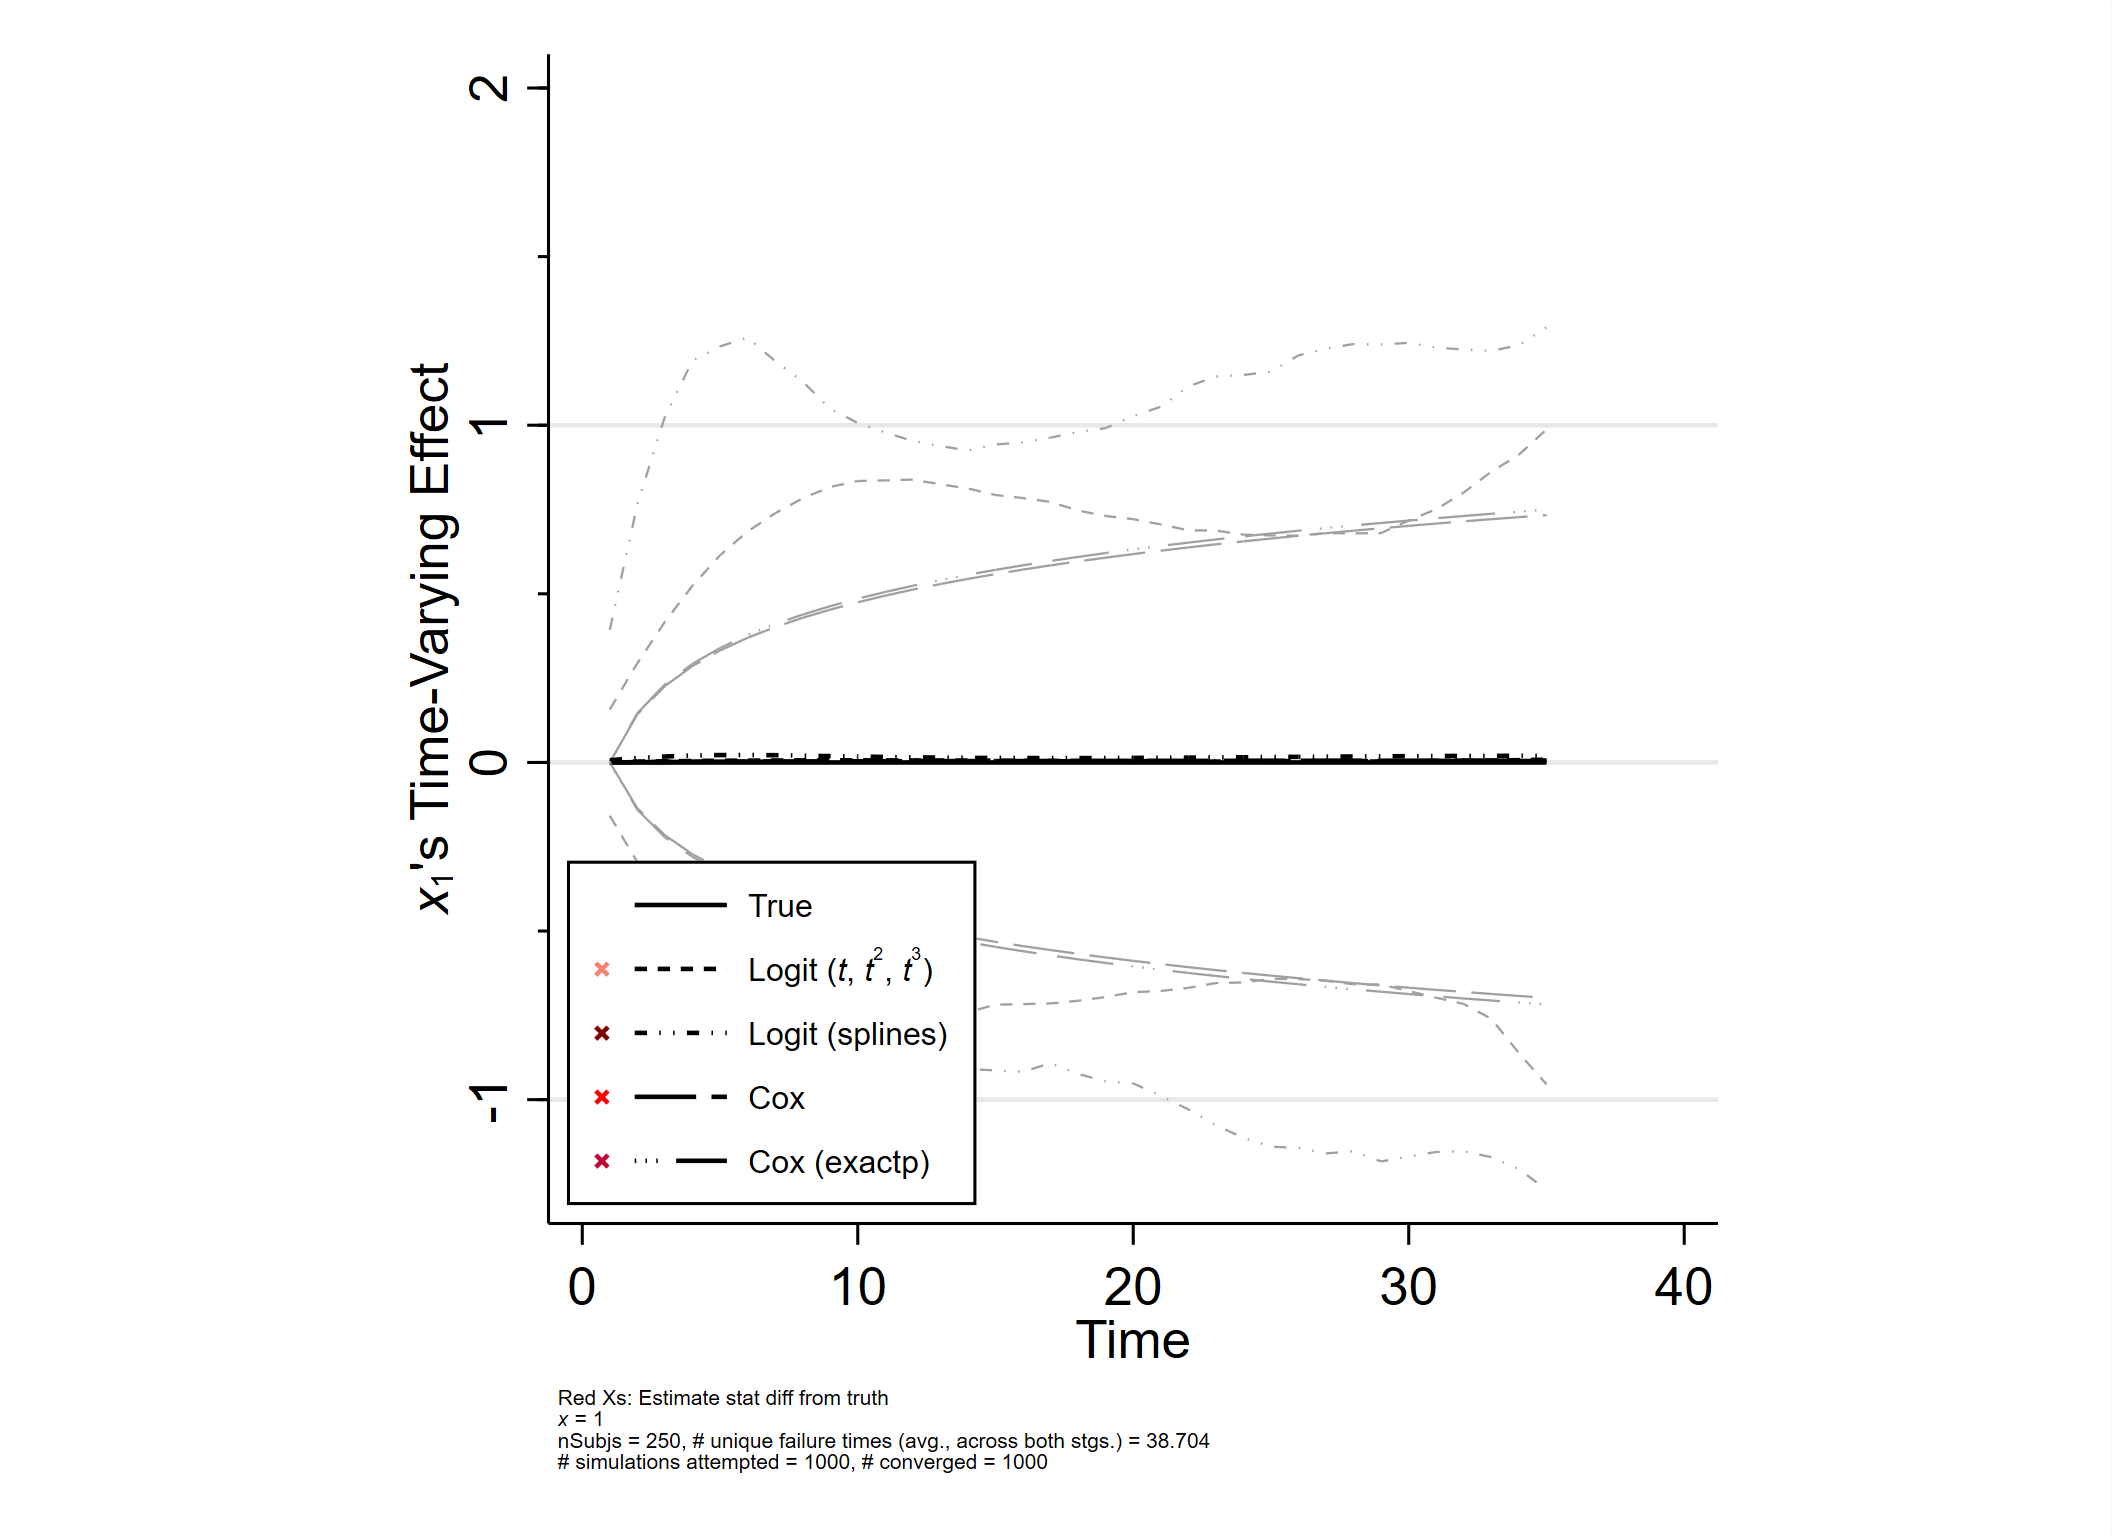 2
1
0
-1
x₁'s Time-Varying Effect
True
Logit (t, t², t³)
Logit (splines)
Cox
Cox (exactp)
0 10 20 30 40
Time
Red Xs: Estimate stat diff from truth
x = 1
nSubjs = 250, # unique failure times (avg., across both stgs.) = 38.704
# simulations attempted = 1000, # converged = 1000